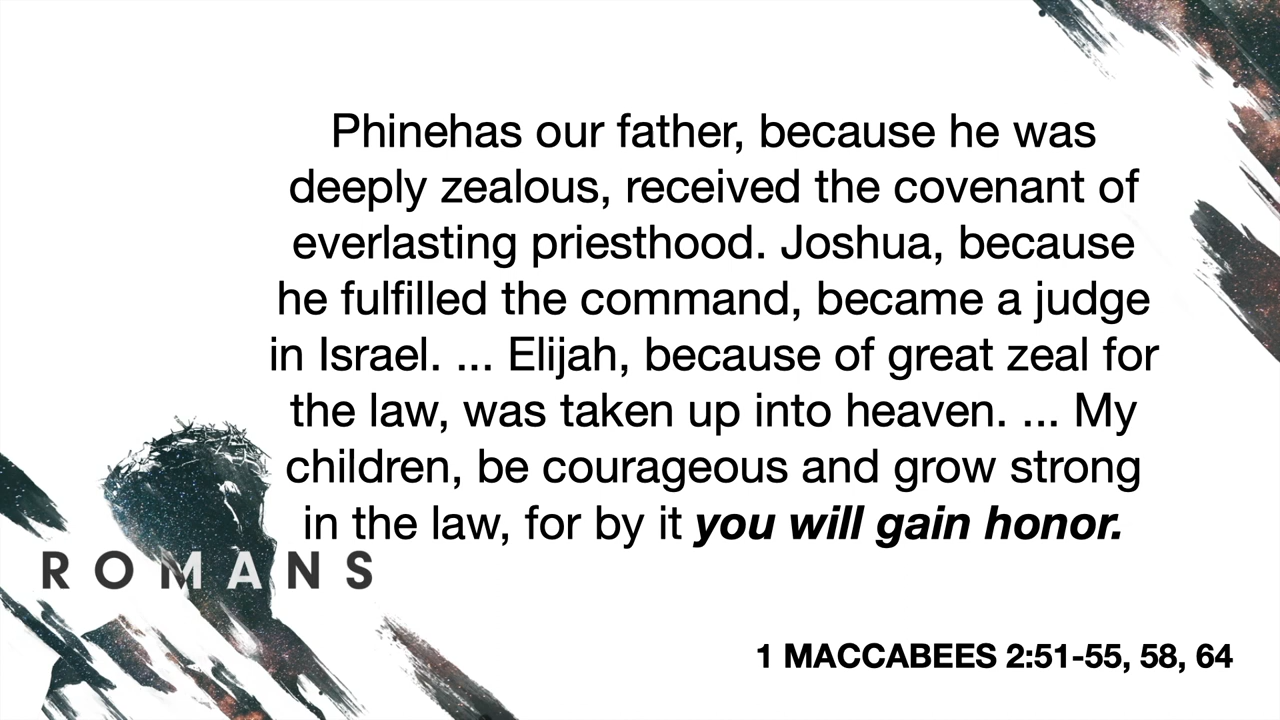 Phinehas our father, because he was
deeply zealous, received the covenant of
everlasting priesthood. Joshua, because
he fulfilled the command, became a judge
in Israel. ... Elijah, because of great zeal for
the law, was taken up into heaven. ... My
children, be courageous and grow strong
in the law, for by it you will gain honor.
ROMANS
1 MACCABEES 2:51-55, 58, 64